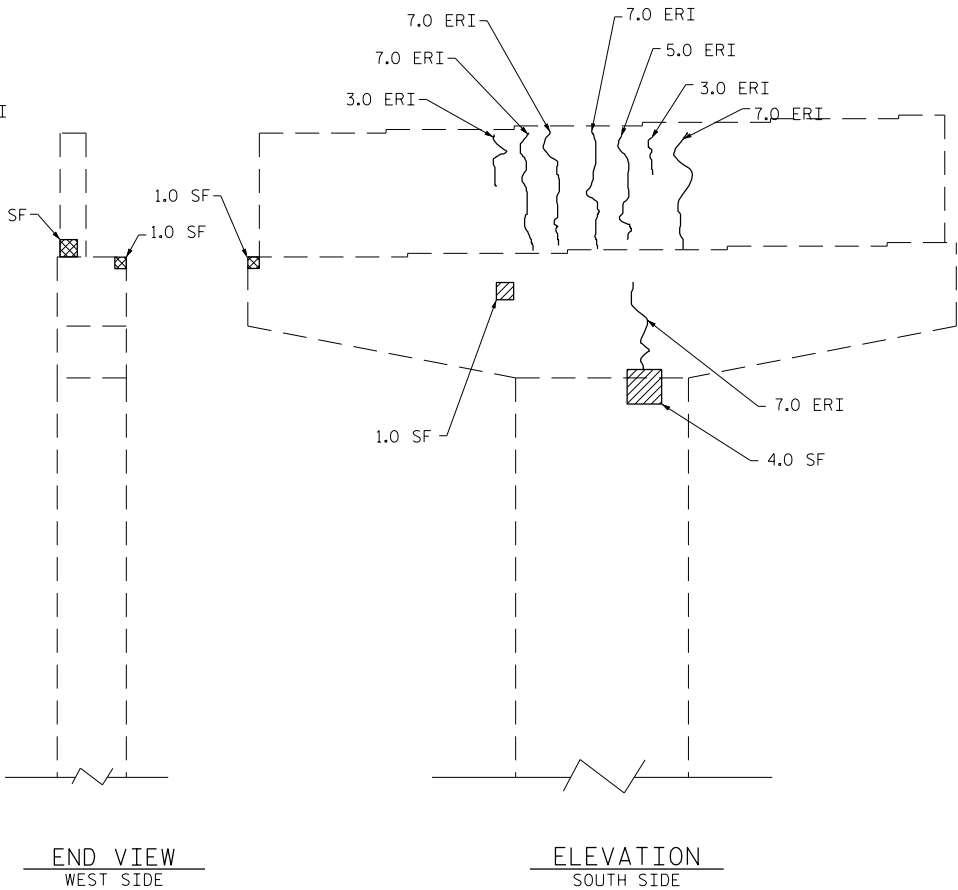 7.0 ERI
7.0 ERI
7.0 ERI
5.0 ERI
3.0 ERI
3.0 ERI
7.0 ERI
1.0 SF
SF
1.0 SF
1.0 SF
7.0 ERI
4.0 SF
END VIEW
WEST SIDE
ELEVATION
SOUTH SIDE